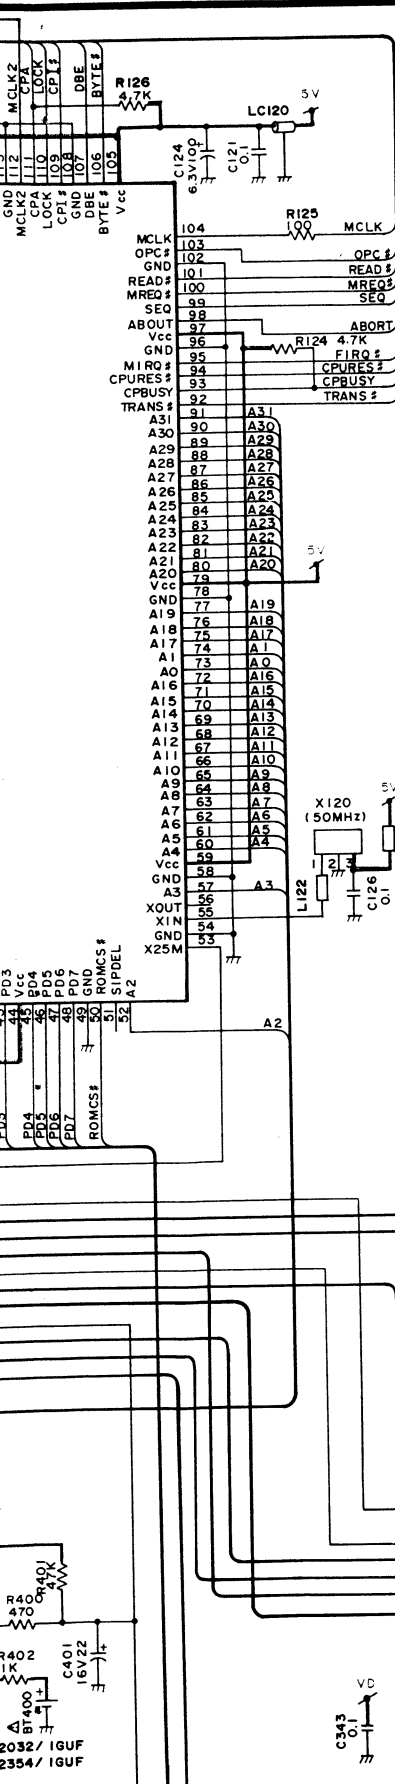 MCLK2
CPA
LOCK
CPI#
DBE
BYTE#
R126
4.7K
LC120
5V
C124
6.3V100
C121
0.1
112
111
110
109
108
107
106
105
GND
MCLK2
CPA
LOCK
CPI#
GND
DBE
BYTE#
Vcc
R125
100
MCLK 104 MCLK
OPC# 103 OPC#
GND 102
READ# 101 READ#
MREQ# 100 MREQ#
SEQ 99 SEQ
ABOUT 98 ABORT
Vcc 97
R124 4.7K
GND 96
MIRQ# 95 FIRQ#
CPURES# 94 CPURES#
CPBUSY 93 CPBUSY
TRANS# 92 TRANS#
A31 91 A31
A30 90 A30
A29 89 A29
A28 88 A28
A27 87 A27
A26 86 A26
A25 85 A25
A24 84 A24
A23 83 A23
A22 82 A22
A21 81 A21
A20 80 A20
5V
Vcc 79
GND 78
A19 77 A19
A18 76 A18
A17 75 A17
A1 74 A1
A0 73 A0
A16 72 A16
A15 71 A15
A14 70 A14
A13 69 A13
A12 68 A12
A11 67 A11
A10 66 A10
A9 65 A9
A8 64 A8
A7 63 A7
A6 62 A6
A5 61 A5
A4 60 A4
Vcc 59
GND 58
A3 57 A3
XOUT 56
XIN 55
GND 54
X25M 53
5V
X120
(50MHz)
1 2 3
L122
C126
0.1
PD3
Vcc
PD4
PD5
PD6
PD7
GND
ROMCS#
SIPDEL
A2
43
44
45
46
47
48
49
50
51
52
A2
PD3
PD4
PD5
PD6
PD7
ROMCS#
R401
47K
R400
470
R402
1K
C401
16V22
BT400
2032/IGUF
2354/IGUF
VD
C343
0.1